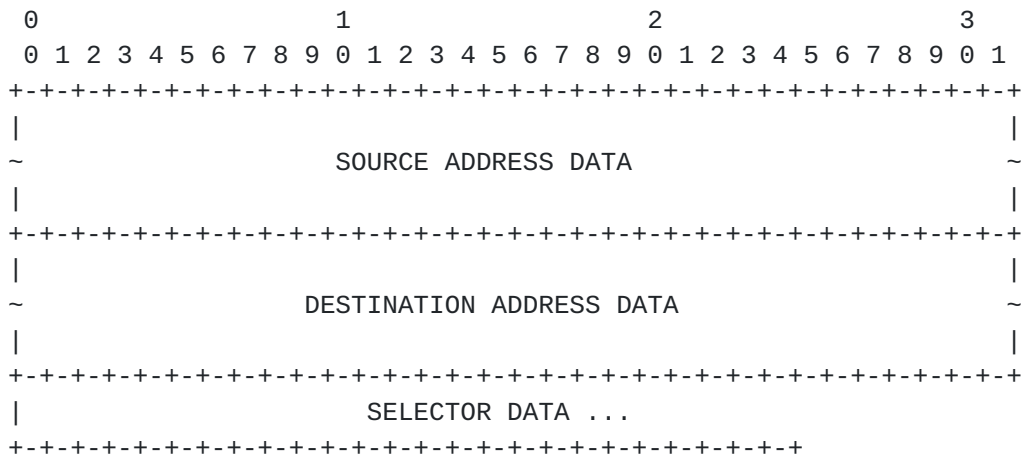 0                   1                   2                   3
 0 1 2 3 4 5 6 7 8 9 0 1 2 3 4 5 6 7 8 9 0 1 2 3 4 5 6 7 8 9 0 1
+-+-+-+-+-+-+-+-+-+-+-+-+-+-+-+-+-+-+-+-+-+-+-+-+-+-+-+-+-+-+-+-+
|                                                               |
~                    SOURCE ADDRESS DATA                        ~
|                                                               |
+-+-+-+-+-+-+-+-+-+-+-+-+-+-+-+-+-+-+-+-+-+-+-+-+-+-+-+-+-+-+-+-+
|                                                               |
~                  DESTINATION ADDRESS DATA                     ~
|                                                               |
+-+-+-+-+-+-+-+-+-+-+-+-+-+-+-+-+-+-+-+-+-+-+-+-+-+-+-+-+-+-+-+-+
|                      SELECTOR DATA ...
+-+-+-+-+-+-+-+-+-+-+-+-+-+-+-+-+-+-+-+-+-+-+-+-+-+